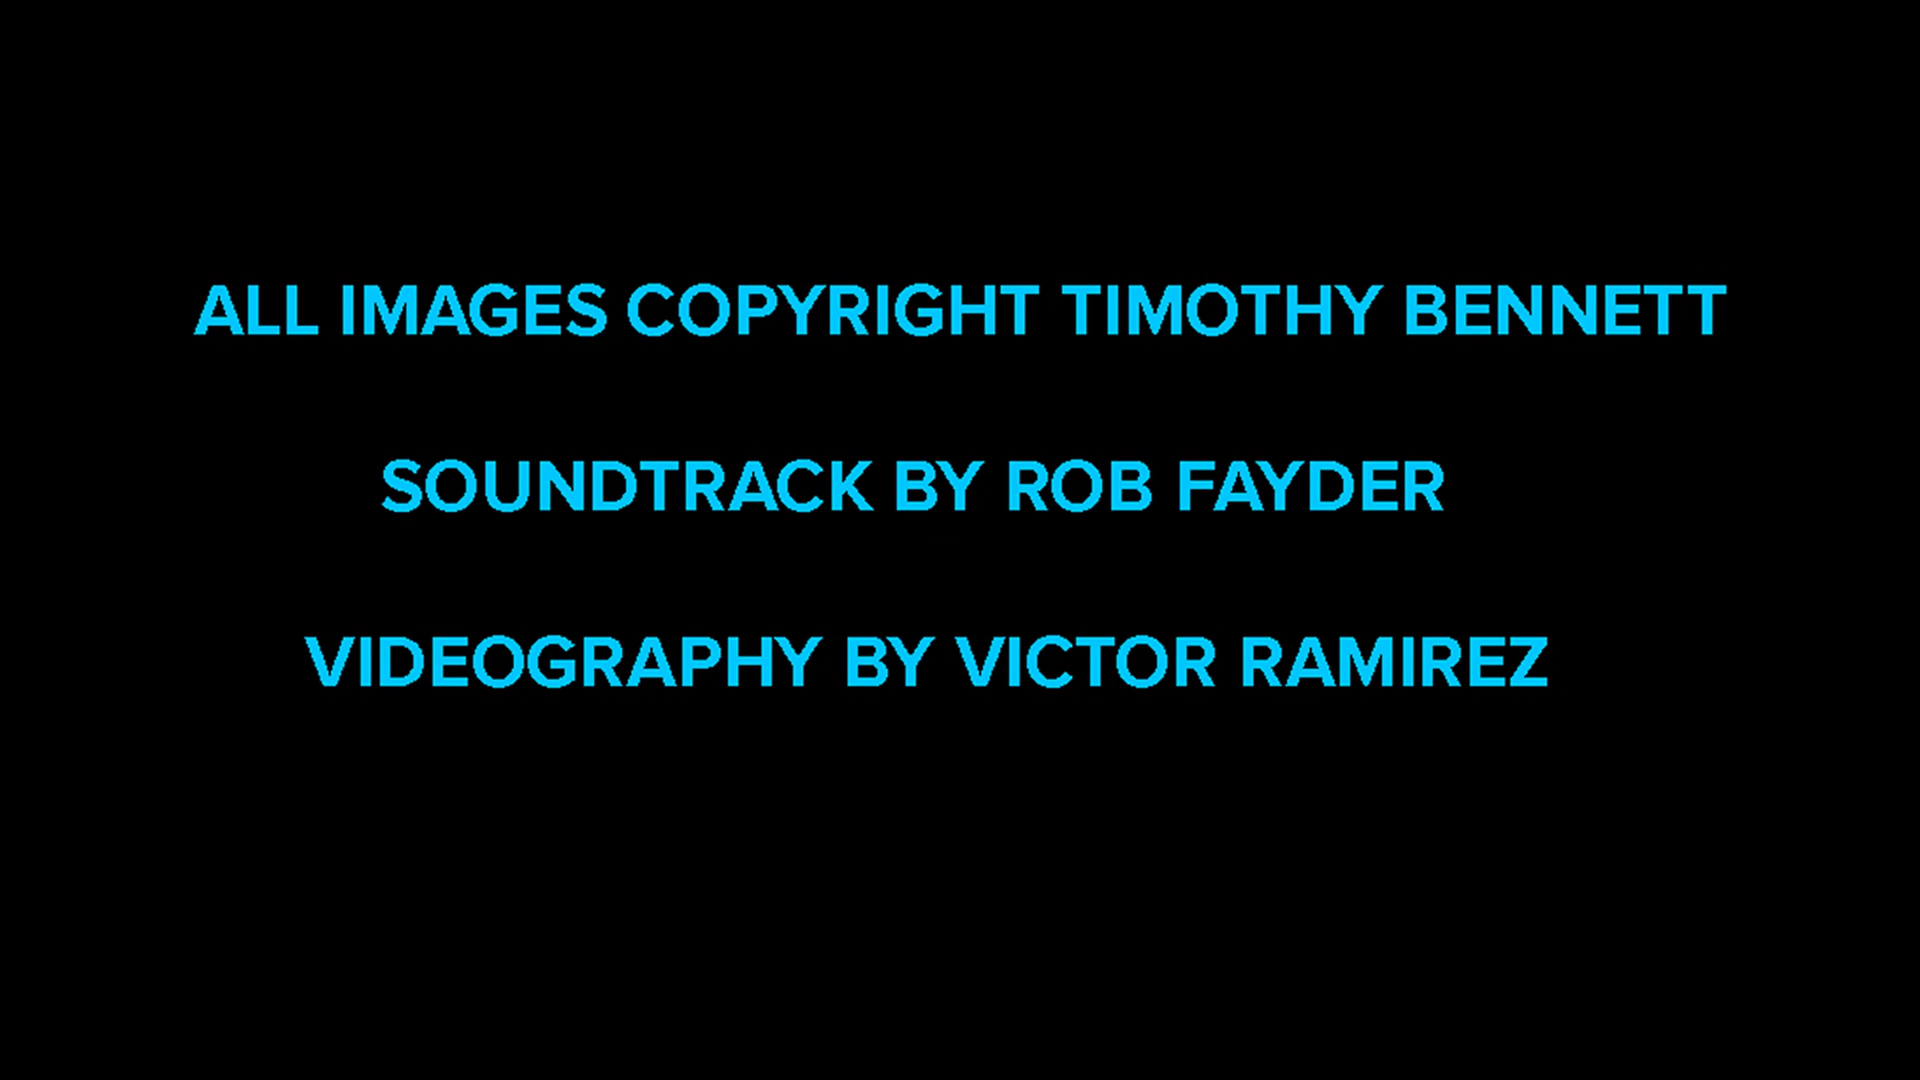 ALL IMAGES COPYRIGHT TIMOTHY BENNETT
SOUNDTRACK BY ROB FAYDER
VIDEOGRAPHY BY VICTOR RAMIREZ